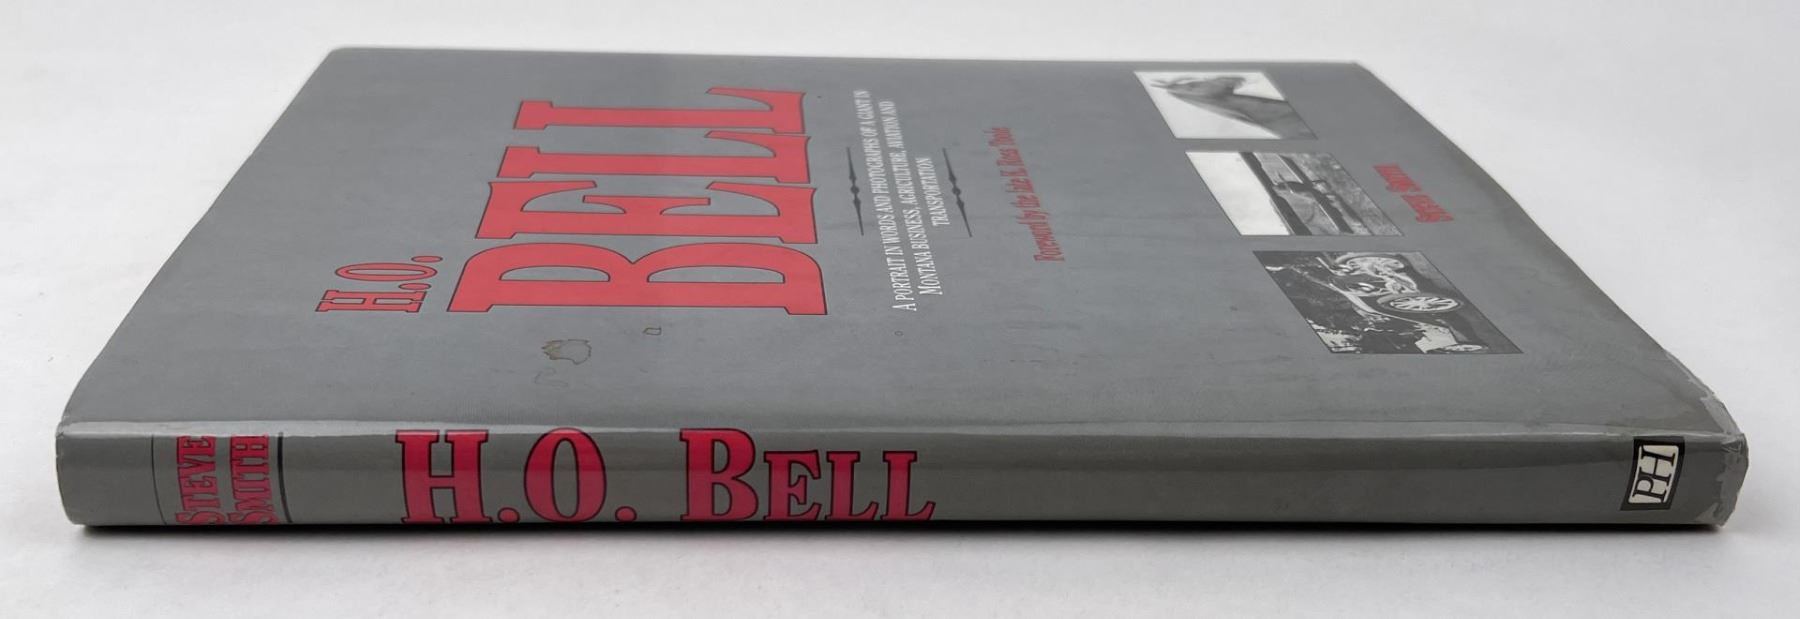 H.O.
BELL
A PORTRAIT IN WORDS AND PHOTOGRAPHS OF A GIANT IN
MONTANA BUSINESS, AGRICULTURE, AVIATION AND
TRANSPORTATION
Foreword by the late K. Ross Toole
Steve Smith
STEVE
SMITH
H.O. BELL
PH